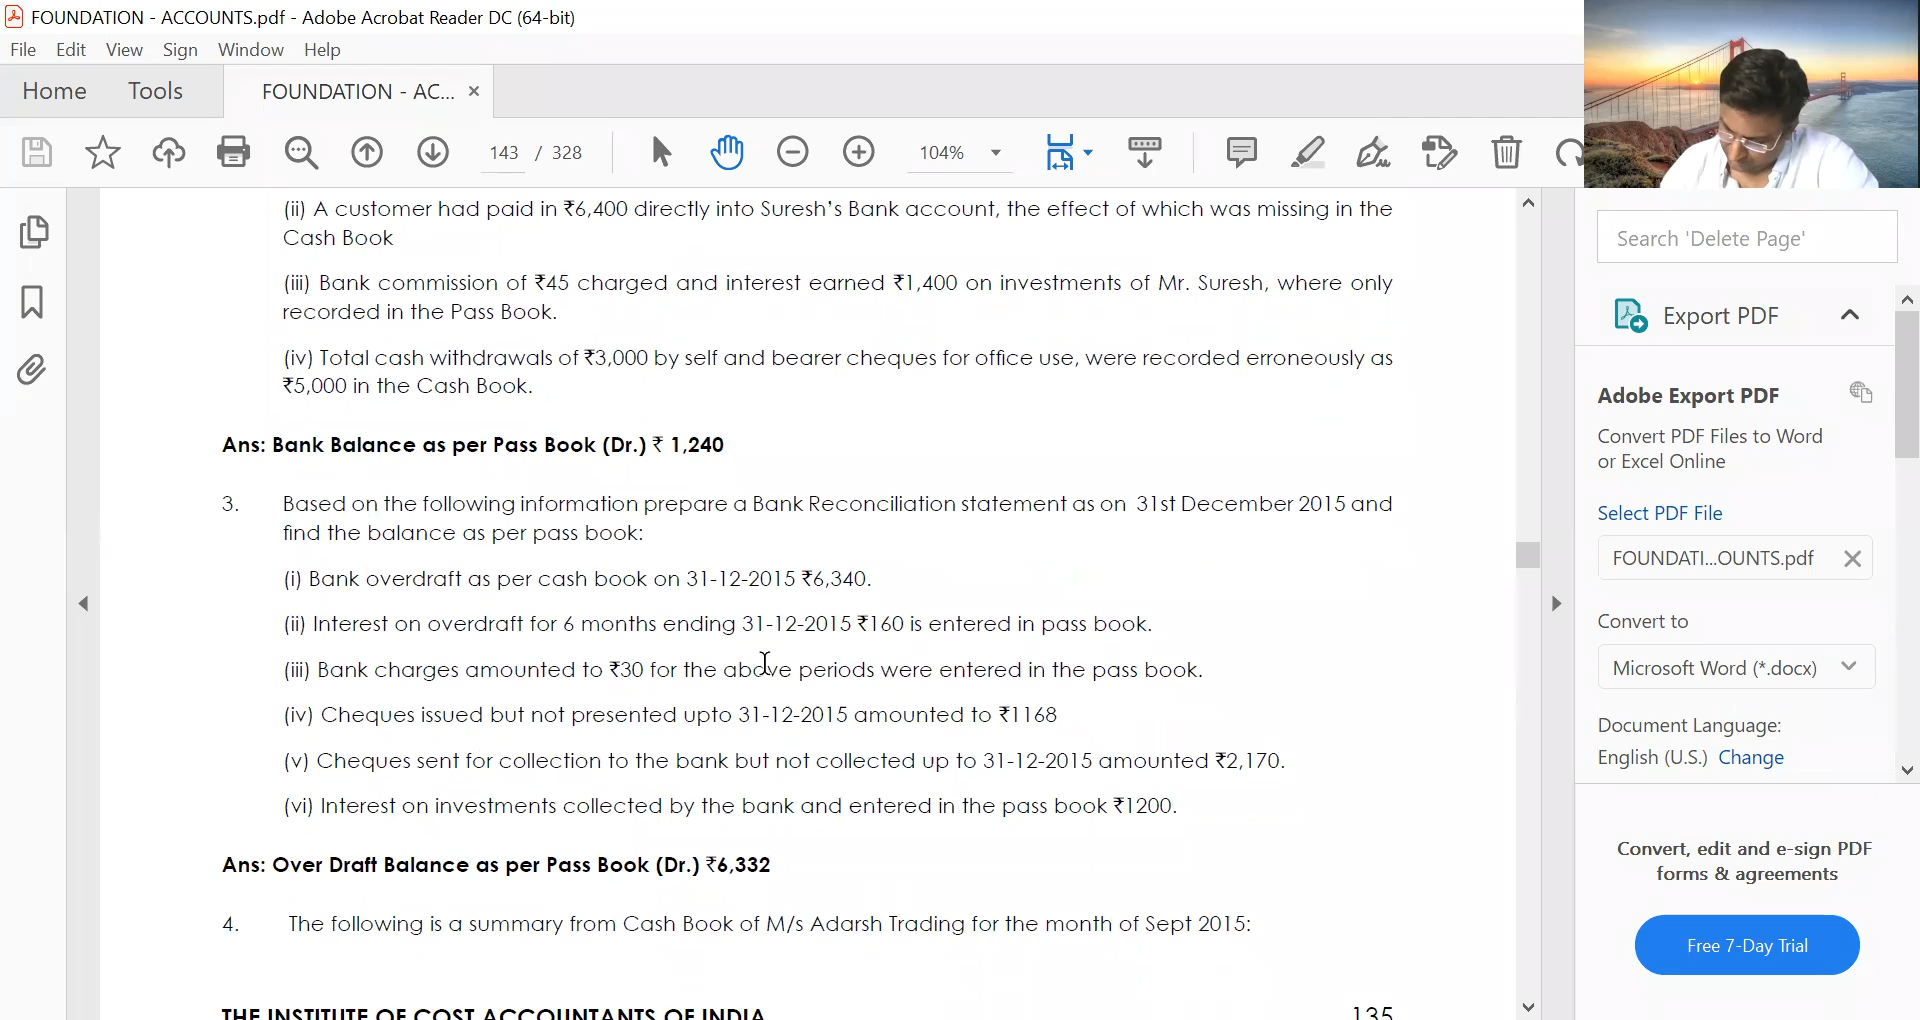 FOUNDATION - ACCOUNTS.pdf - Adobe Acrobat Reader DC (64-bit)
File Edit View Sign Window Help
Home Tools FOUNDATION - AC... ×
143 / 328 104%
(ii) A customer had paid in ₹6,400 directly into Suresh's Bank account, the effect of which was missing in the
Cash Book
(iii) Bank commission of ₹45 charged and interest earned ₹1,400 on investments of Mr. Suresh, where only
recorded in the Pass Book.
(iv) Total cash withdrawals of ₹3,000 by self and bearer cheques for office use, were recorded erroneously as
₹5,000 in the Cash Book.
Ans: Bank Balance as per Pass Book (Dr.) ₹ 1,240
3. Based on the following information prepare a Bank Reconciliation statement as on 31st December 2015 and
find the balance as per pass book:
(i) Bank overdraft as per cash book on 31-12-2015 ₹6,340.
(ii) Interest on overdraft for 6 months ending 31-12-2015 ₹160 is entered in pass book.
(iii) Bank charges amounted to ₹30 for the above periods were entered in the pass book.
(iv) Cheques issued but not presented upto 31-12-2015 amounted to ₹1168
(v) Cheques sent for collection to the bank but not collected up to 31-12-2015 amounted ₹2,170.
(vi) Interest on investments collected by the bank and entered in the pass book ₹1200.
Ans: Over Draft Balance as per Pass Book (Dr.) ₹6,332
4. The following is a summary from Cash Book of M/s Adarsh Trading for the month of Sept 2015:
THE INSTITUTE OF COST ACCOUNTANTS OF INDIA 135
Search 'Delete Page'
Export PDF
Adobe Export PDF
Convert PDF Files to Word
or Excel Online
Select PDF File
FOUNDATI...OUNTS.pdf
Convert to
Microsoft Word (*.docx)
Document Language:
English (U.S.) Change
Convert, edit and e-sign PDF
forms & agreements
Free 7-Day Trial